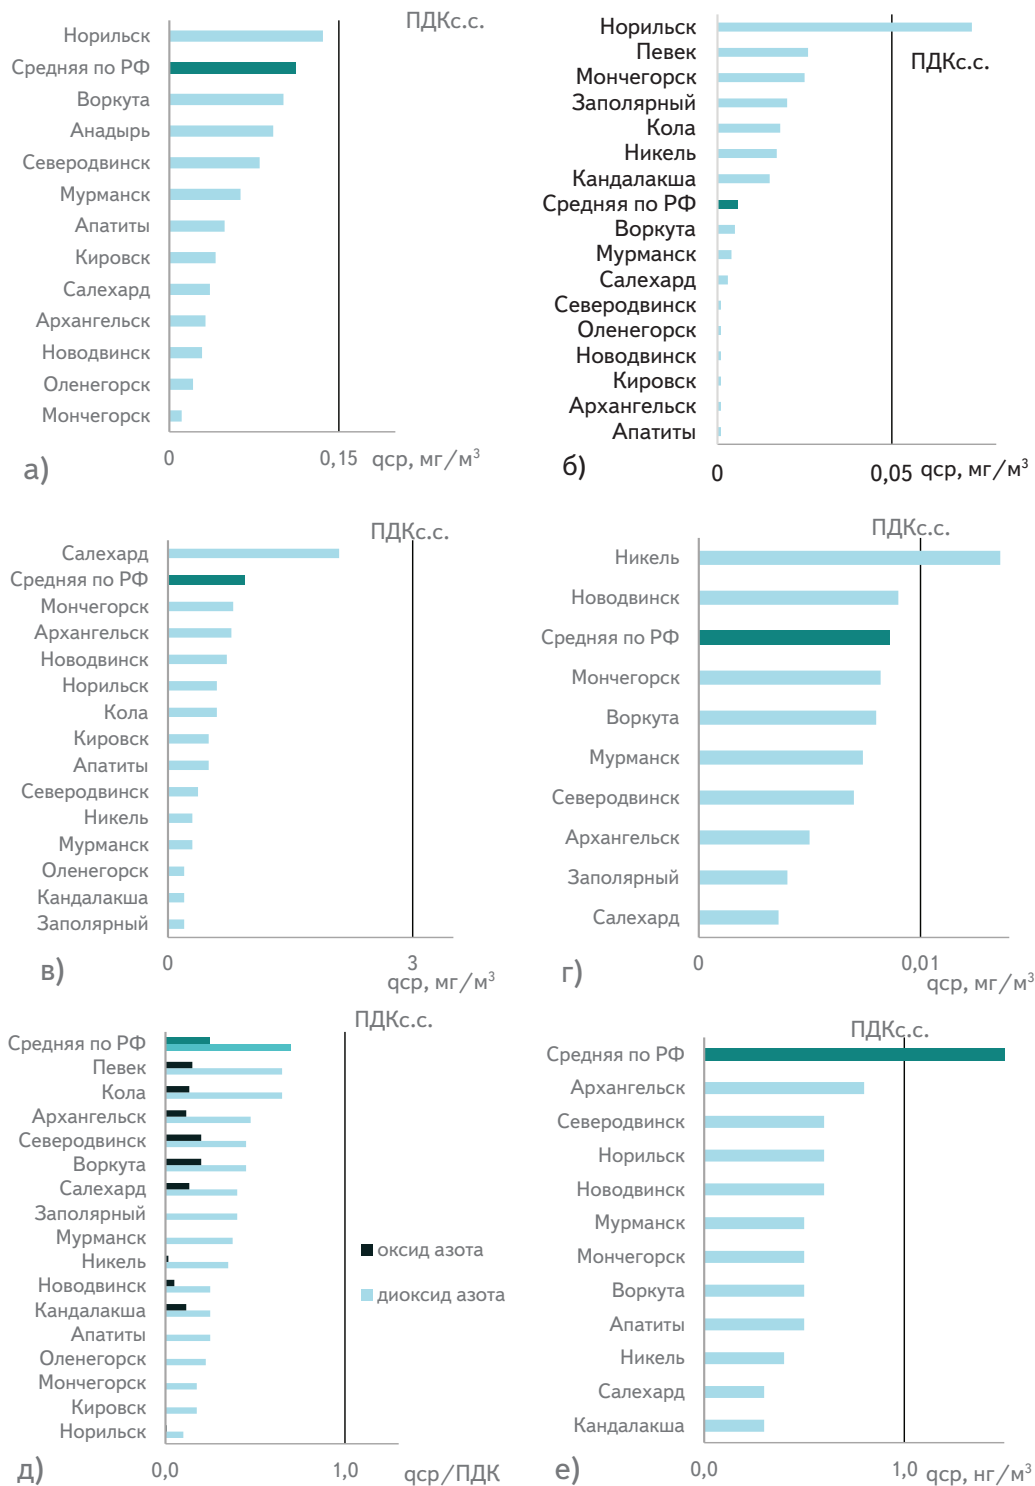 ПДКс.с.
Норильск
Средняя по РФ
Воркута
Анадырь
Северодвинск
Мурманск
Апатиты
Кировск
Салехард
Архангельск
Новодвинск
Оленегорск
Мончегорск
0
0,15
qср, мг/м³
а)
Норильск
ПДКс.с.
Певек
Мончегорск
Заполярный
Кола
Никель
Кандалакша
Средняя по РФ
Воркута
Мурманск
Салехард
Северодвинск
Оленегорск
Новодвинск
Кировск
Архангельск
Апатиты
0
0,05
qср, мг/м³
б)
ПДКс.с.
Салехард
Средняя по РФ
Мончегорск
Архангельск
Новодвинск
Норильск
Кола
Кировск
Апатиты
Северодвинск
Никель
Мурманск
Оленегорск
Кандалакша
Заполярный
0
3
qср, мг/м³
в)
ПДКс.с.
Никель
Новодвинск
Средняя по РФ
Мончегорск
Воркута
Мурманск
Северодвинск
Архангельск
Заполярный
Салехард
0
0,01
qср, мг/м³
г)
ПДКс.с.
Средняя по РФ
Певек
Кола
Архангельск
Северодвинск
Воркута
Салехард
Заполярный
Мурманск
Никель
Новодвинск
Кандалакша
Апатиты
Оленегорск
Мончегорск
Кировск
Норильск
оксид азота
диоксид азота
0,0
1,0
qср/ПДК
д)
ПДКс.с.
Средняя по РФ
Архангельск
Северодвинск
Норильск
Новодвинск
Мурманск
Мончегорск
Воркута
Апатиты
Никель
Салехард
Кандалакша
0,0
1,0
qср, нг/м³
е)